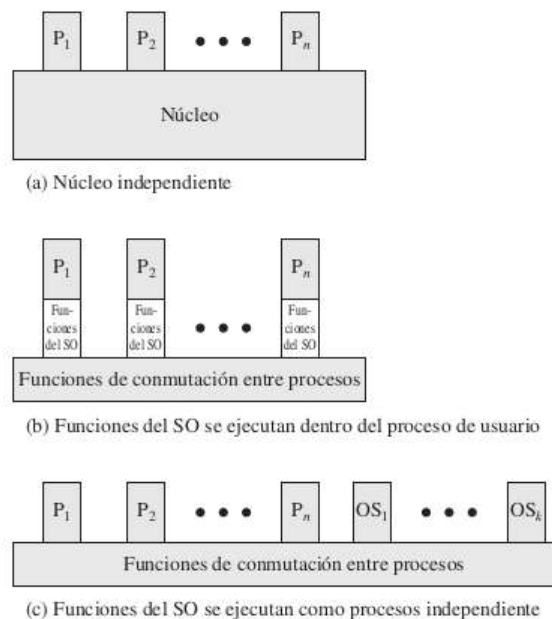 P₁ P₂ Pₙ
Núcleo
(a) Núcleo independiente
P₁ P₂ Pₙ
Fun- Fun- Fun-
ciones ciones ciones
del SO del SO del SO
Funciones de conmutación entre procesos
(b) Funciones del SO se ejecutan dentro del proceso de usuario
P₁ P₂ Pₙ OS₁ OSₖ
Funciones de conmutación entre procesos
(c) Funciones del SO se ejecutan como procesos independiente